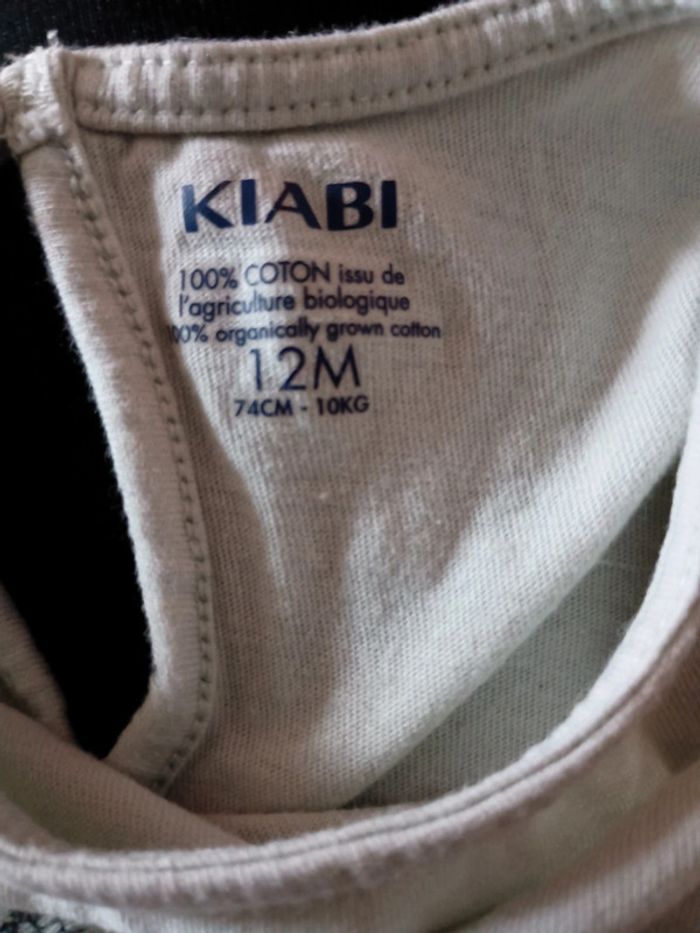 KIABI
100% COTON issu de
l'agriculture biologique
100% organically grown cotton
12M
74CM - 10KG